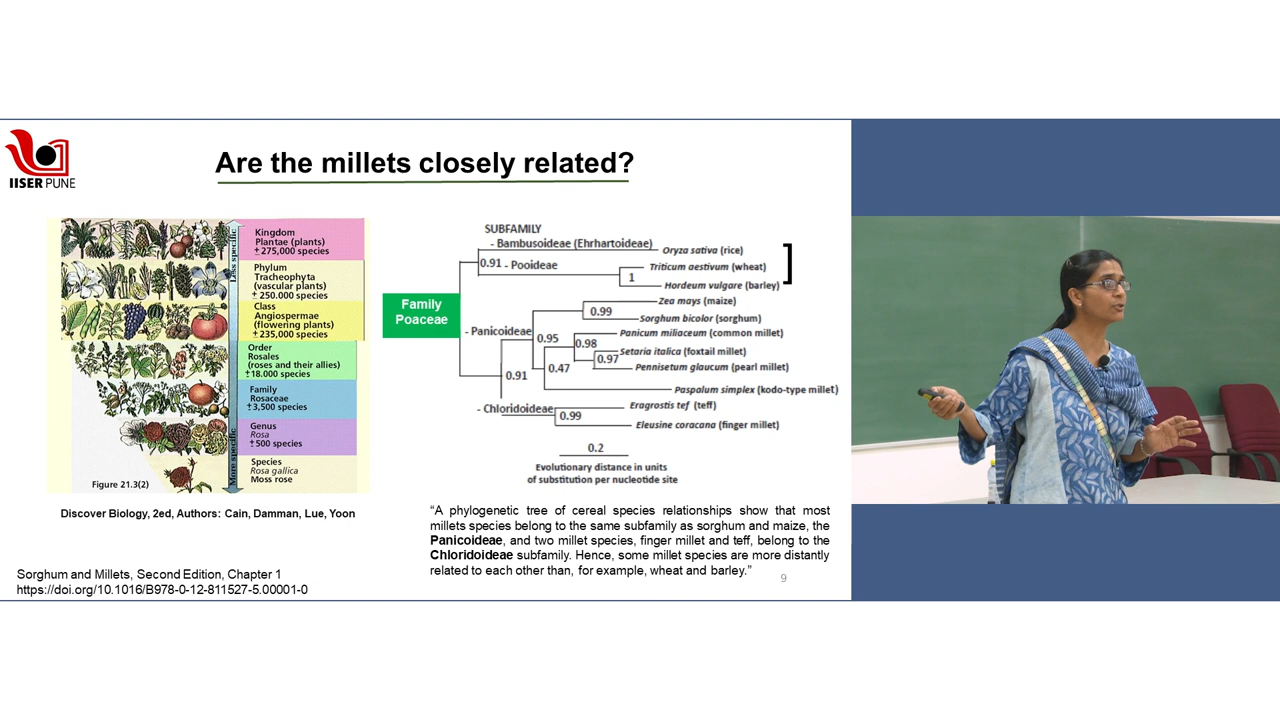 IISER PUNE
Are the millets closely related?
Less specific
More specific
Kingdom
Plantae (plants)
±275,000 species
Phylum
Tracheophyta
(vascular plants)
± 250.000 species
Class
Angiospermae
(flowering plants)
±235,000 species
Order
Rosales
(roses and their allies)
±18.000 species
Family
Rosaceae
±3,500 species
Genus
Rosa
±500 species
Species
Rosa gallica
Moss rose
Figure 21.3(2)
Discover Biology, 2ed, Authors: Cain, Damman, Lue, Yoon
Sorghum and Millets, Second Edition, Chapter 1
https://doi.org/10.1016/B978-0-12-811527-5.00001-0
Family
Poaceae
SUBFAMILY
- Bambusoideae (Ehrhartoideae)
Oryza sativa (rice)
0.91 - Pooideae
Triticum aestivum (wheat)
1
Hordeum vulgare (barley)
Zea mays (maize)
0.99
Sorghum bicolor (sorghum)
- Panicoideae
0.95
Panicum miliaceum (common millet)
0.98
Setaria italica (foxtail millet)
0.97
Pennisetum glaucum (pearl millet)
0.47
0.91
Paspalum simplex (kodo-type millet)
- Chloridoideae
Eragrostis tef (teff)
0.99
Eleusine coracana (finger millet)
0.2
Evolutionary distance in units
of substitution per nucleotide site
“A phylogenetic tree of cereal species relationships show that most
millets species belong to the same subfamily as sorghum and maize, the
Panicoideae, and two millet species, finger millet and teff, belong to the
Chloridoideae subfamily. Hence, some millet species are more distantly
related to each other than, for example, wheat and barley.”
9